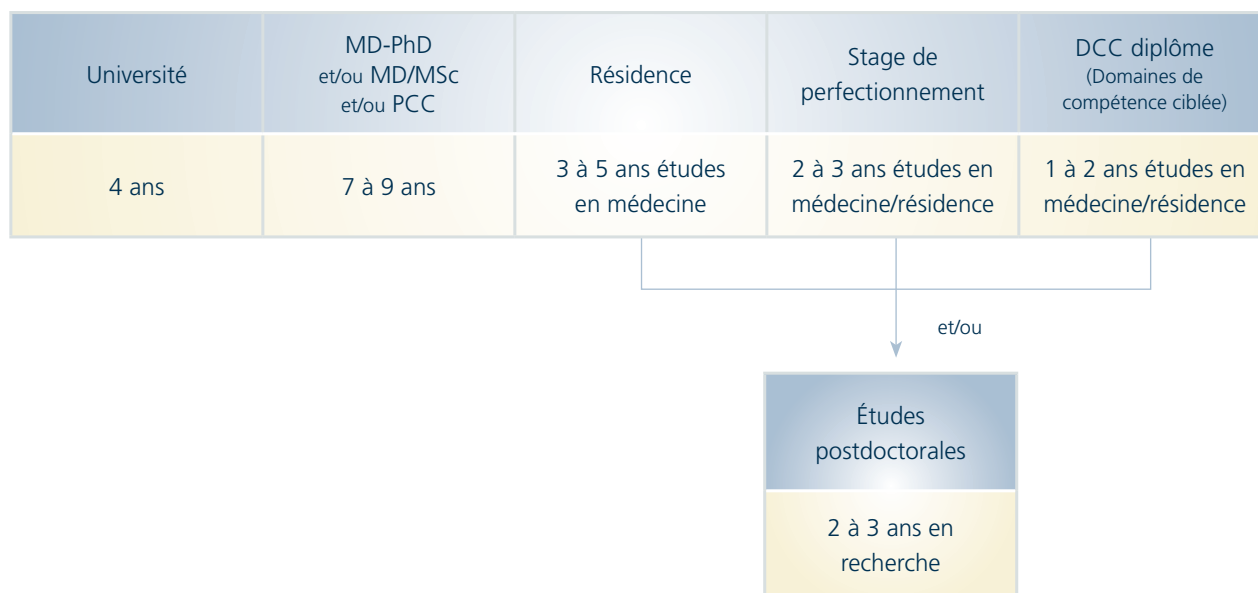 Université
MD-PhD
et/ou MD/MSc
et/ou PCC
Résidence
Stage de
perfectionnement
DCC diplôme
(Domaines de
compétence ciblée)
4 ans
7 à 9 ans
3 à 5 ans études
en médecine
2 à 3 ans études en
médecine/résidence
1 à 2 ans études en
médecine/résidence
et/ou
Études
postdoctorales
2 à 3 ans en
recherche